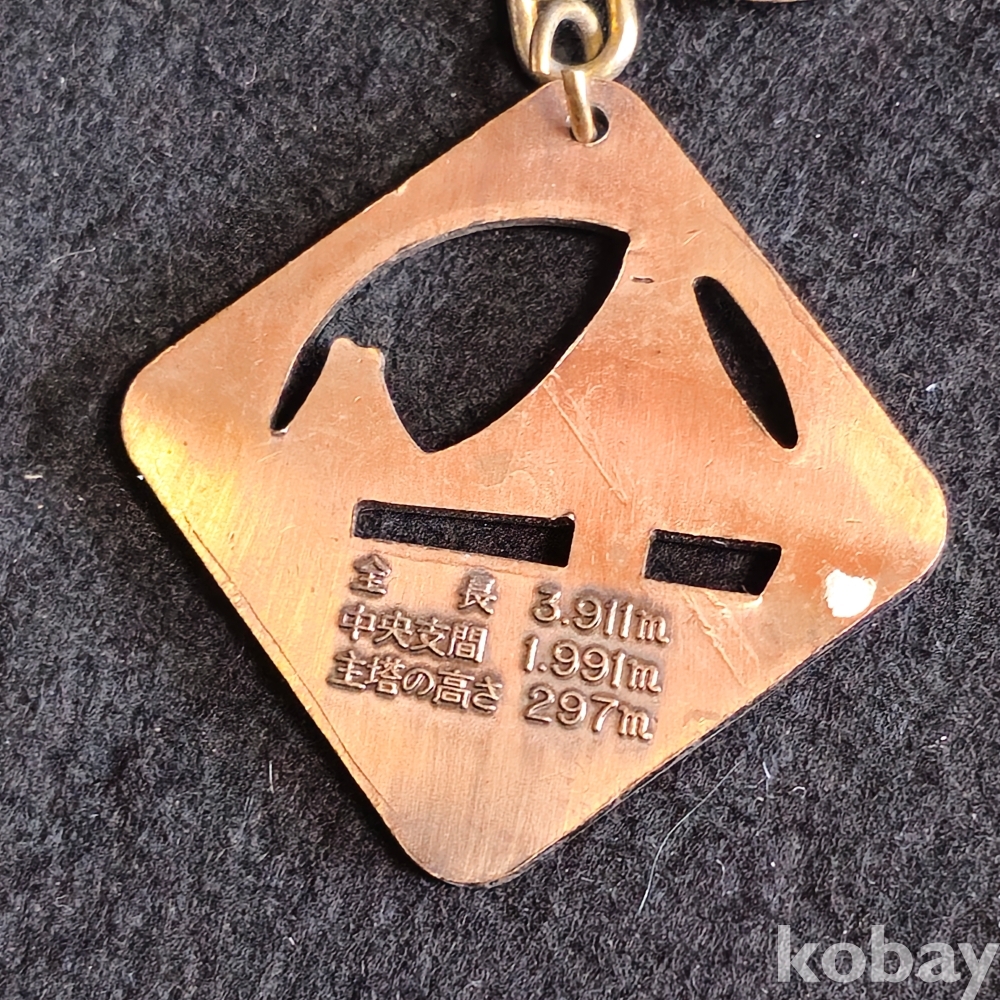 全長 3.911m
中央支間 1.991m
主塔の高さ 297m
kobay